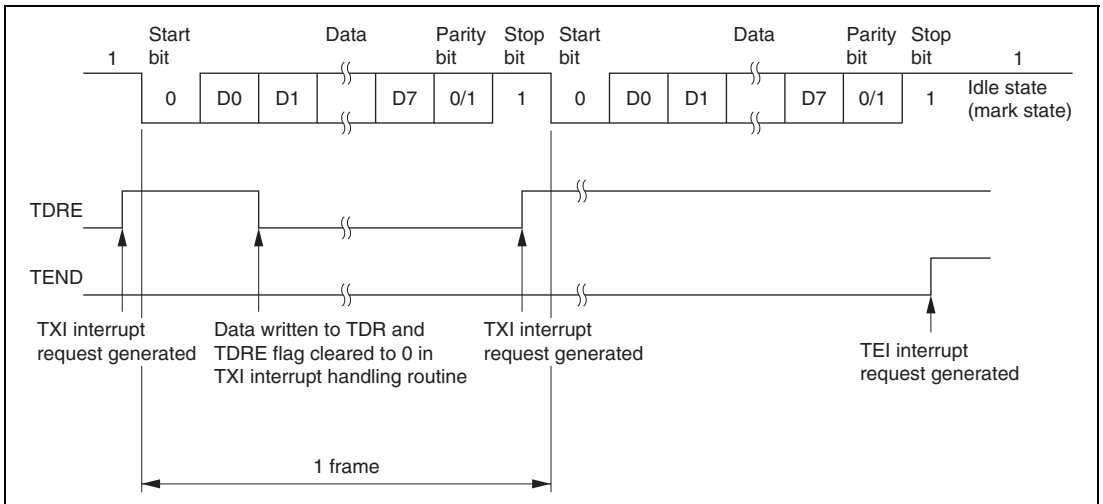 Start Data Parity Stop Start Data Parity Stop
1 bit bit bit bit bit bit 1
0 D0 D1 D7 0/1 1 0 D0 D1 D7 0/1 1 Idle state
(mark state)
TDRE
TEND
TXI interrupt
request generated
Data written to TDR and
TDRE flag cleared to 0 in
TXI interrupt handling routine
TXI interrupt
request generated
TEI interrupt
request generated
1 frame